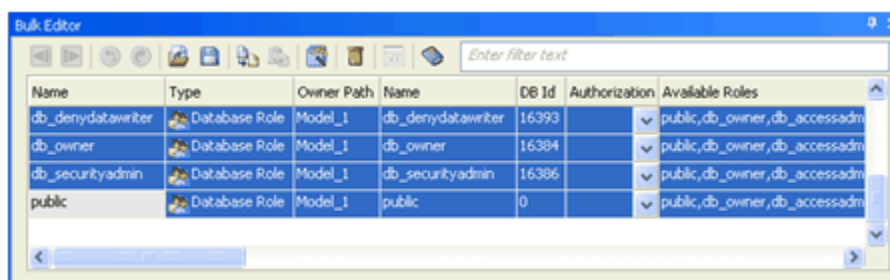 Bulk Editor
Enter filter text
Name Type Owner Path Name DB Id Authorization Available Roles
db_denydatawriter Database Role Model_1 db_denydatawriter 16393 public,db_owner,db_accessadm
db_owner Database Role Model_1 db_owner 16384 public,db_owner,db_accessadm
db_securityadmin Database Role Model_1 db_securityadmin 16386 public,db_owner,db_accessadm
public Database Role Model_1 public 0 public,db_owner,db_accessadm